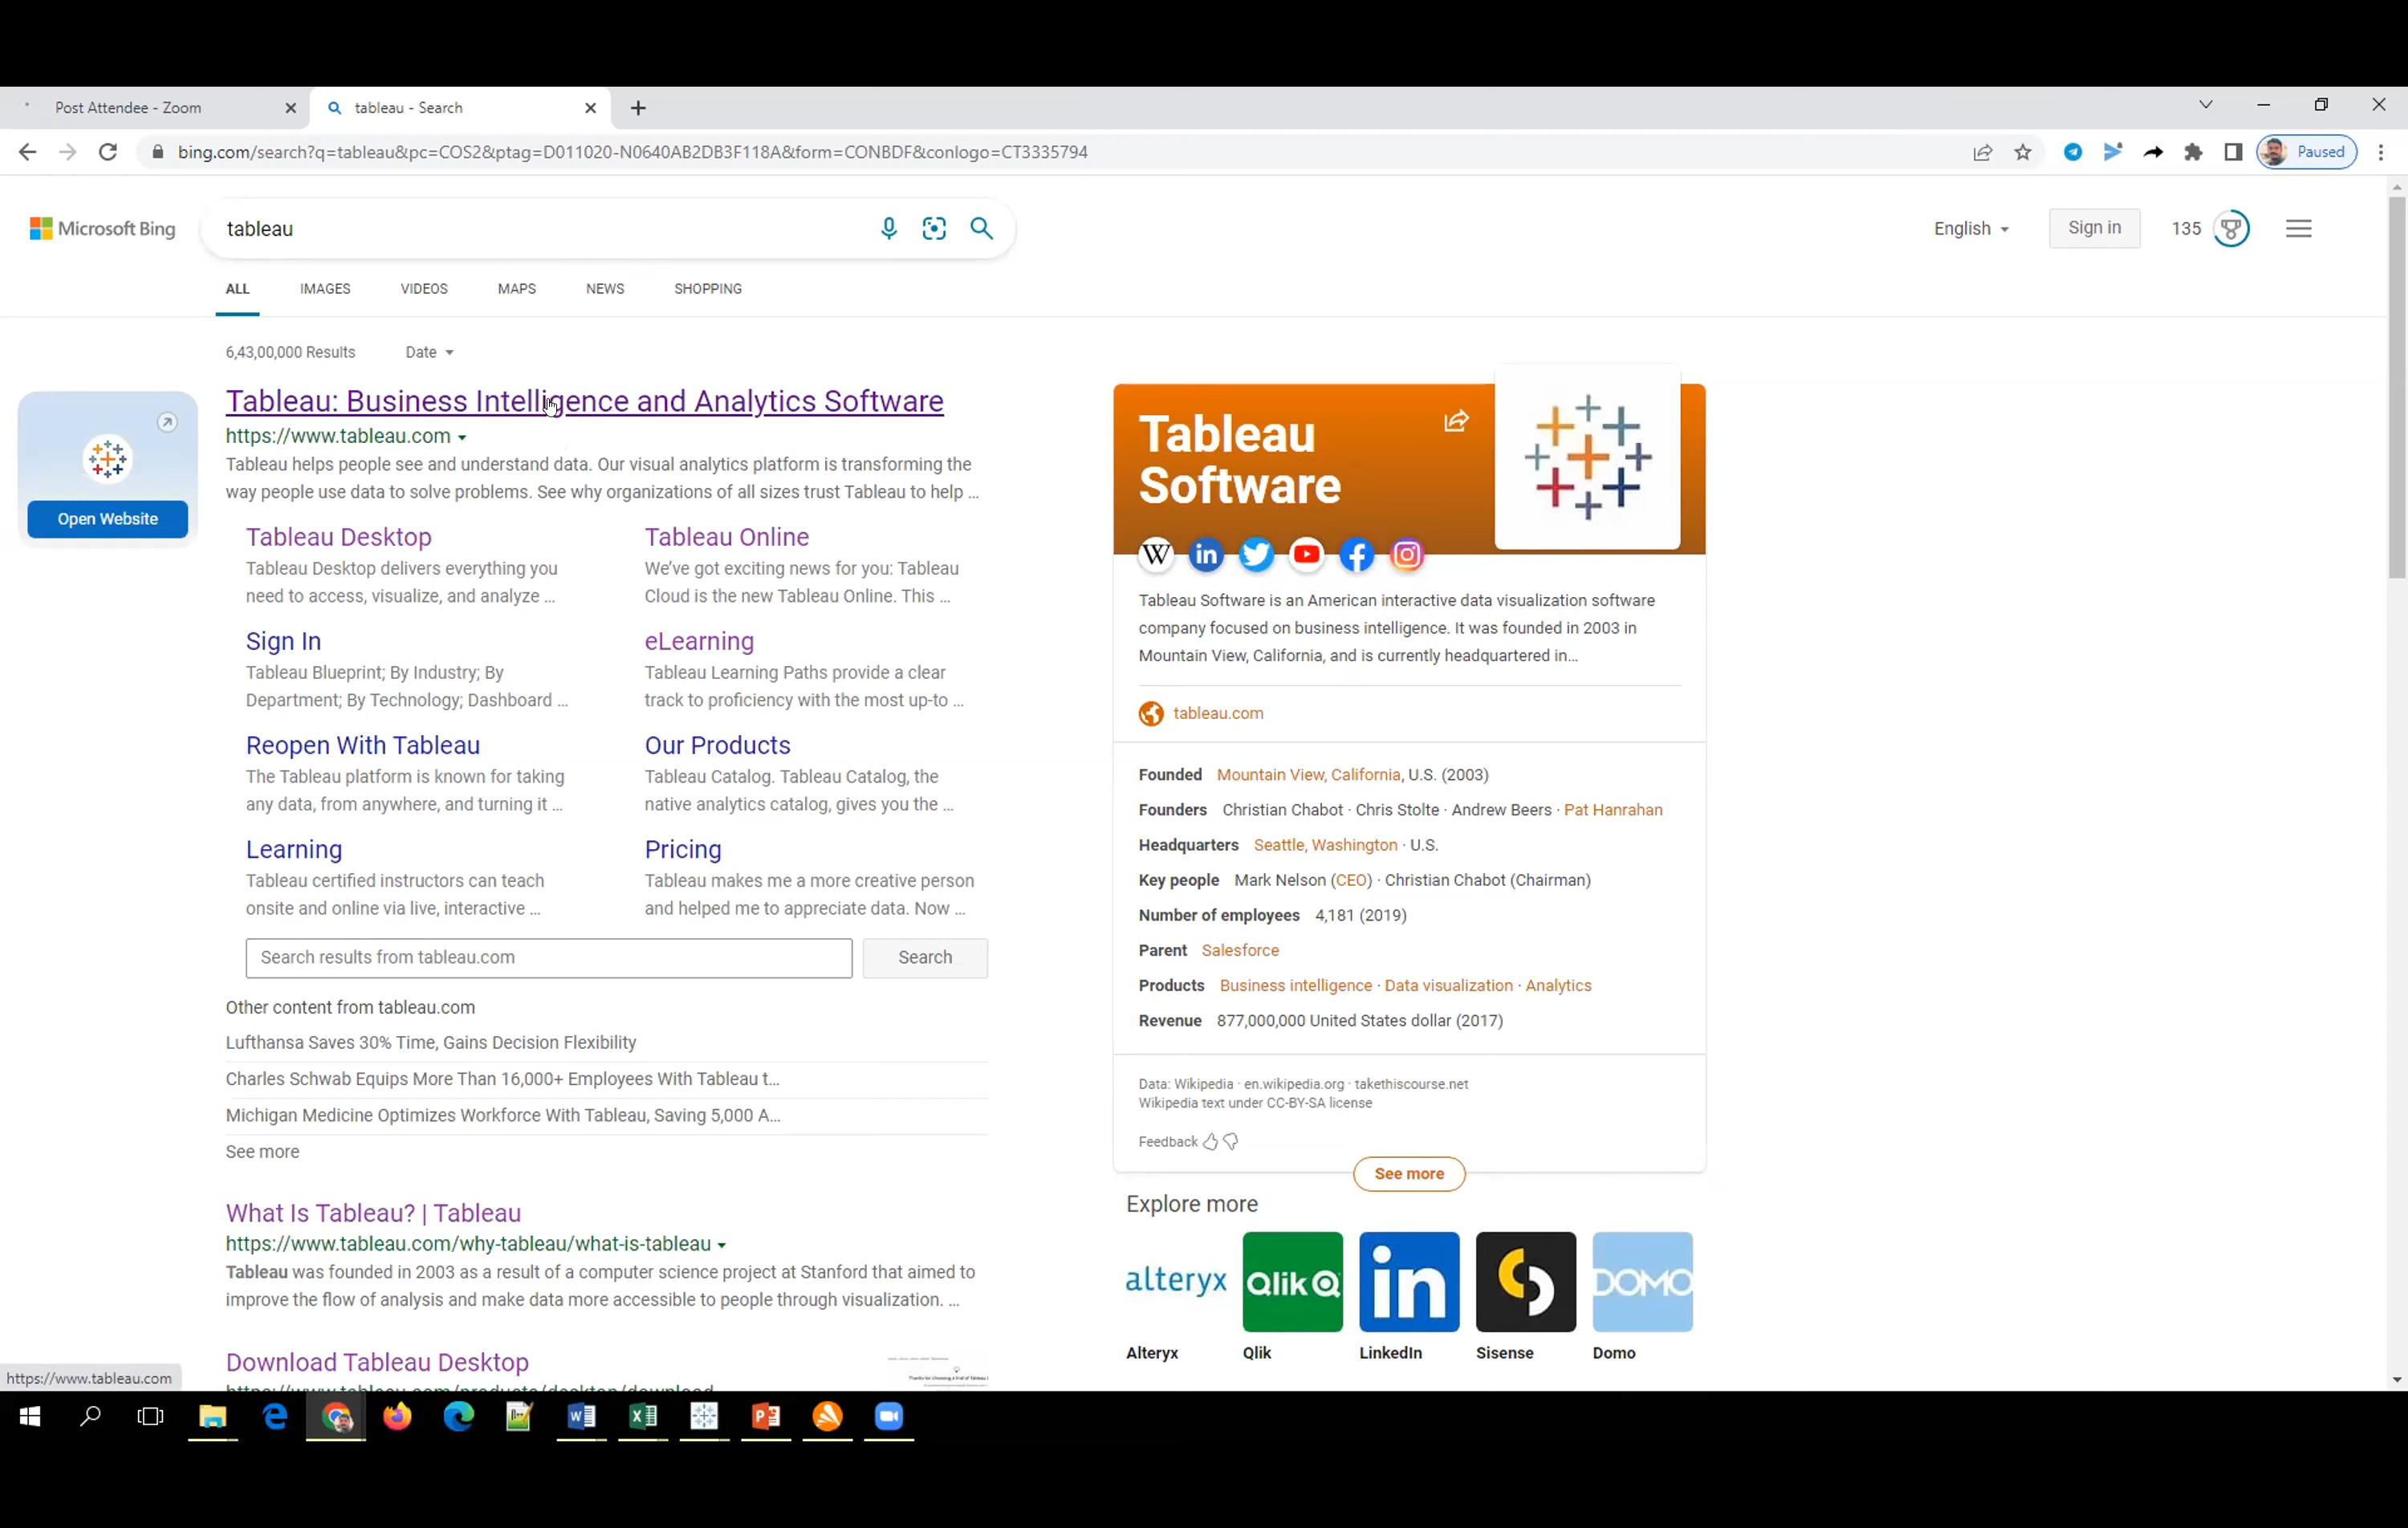 Post Attendee - Zoom
tableau - Search
bing.com/search?q=tableau&pc=COS2&ptag=D011020-N0640AB2DB3F118A&form=CONBDF&conlogo=CT3335794
Paused
Microsoft Bing
tableau
English
Sign in
135
ALL
IMAGES
VIDEOS
MAPS
NEWS
SHOPPING
6,43,00,000 Results
Date
Open Website
Tableau: Business Intelligence and Analytics Software
https://www.tableau.com
Tableau helps people see and understand data. Our visual analytics platform is transforming the
way people use data to solve problems. See why organizations of all sizes trust Tableau to help ...
Tableau Desktop
Tableau Desktop delivers everything you
need to access, visualize, and analyze ...
Tableau Online
We've got exciting news for you: Tableau
Cloud is the new Tableau Online. This ...
Sign In
Tableau Blueprint; By Industry; By
Department; By Technology; Dashboard ...
eLearning
Tableau Learning Paths provide a clear
track to proficiency with the most up-to ...
Reopen With Tableau
The Tableau platform is known for taking
any data, from anywhere, and turning it ...
Our Products
Tableau Catalog. Tableau Catalog, the
native analytics catalog, gives you the ...
Learning
Tableau certified instructors can teach
onsite and online via live, interactive ...
Pricing
Tableau makes me a more creative person
and helped me to appreciate data. Now ...
Search results from tableau.com
Search
Other content from tableau.com
Lufthansa Saves 30% Time, Gains Decision Flexibility
Charles Schwab Equips More Than 16,000+ Employees With Tableau t...
Michigan Medicine Optimizes Workforce With Tableau, Saving 5,000 A...
See more
What Is Tableau? | Tableau
https://www.tableau.com/why-tableau/what-is-tableau
Tableau was founded in 2003 as a result of a computer science project at Stanford that aimed to
improve the flow of analysis and make data more accessible to people through visualization. ...
Download Tableau Desktop
https://www.tableau.com/products/desktop/download
https://www.tableau.com
Tableau
Software
W
in
Tableau Software is an American interactive data visualization software
company focused on business intelligence. It was founded in 2003 in
Mountain View, California, and is currently headquartered in...
tableau.com
Founded Mountain View, California, U.S. (2003)
Founders Christian Chabot · Chris Stolte · Andrew Beers · Pat Hanrahan
Headquarters Seattle, Washington · U.S.
Key people Mark Nelson (CEO) · Christian Chabot (Chairman)
Number of employees 4,181 (2019)
Parent Salesforce
Products Business intelligence · Data visualization · Analytics
Revenue 877,000,000 United States dollar (2017)
Data: Wikipedia · en.wikipedia.org · takethiscourse.net
Wikipedia text under CC-BY-SA license
Feedback
See more
Explore more
alteryx
Qlik
in
DOMO
Alteryx
Qlik
LinkedIn
Sisense
Domo